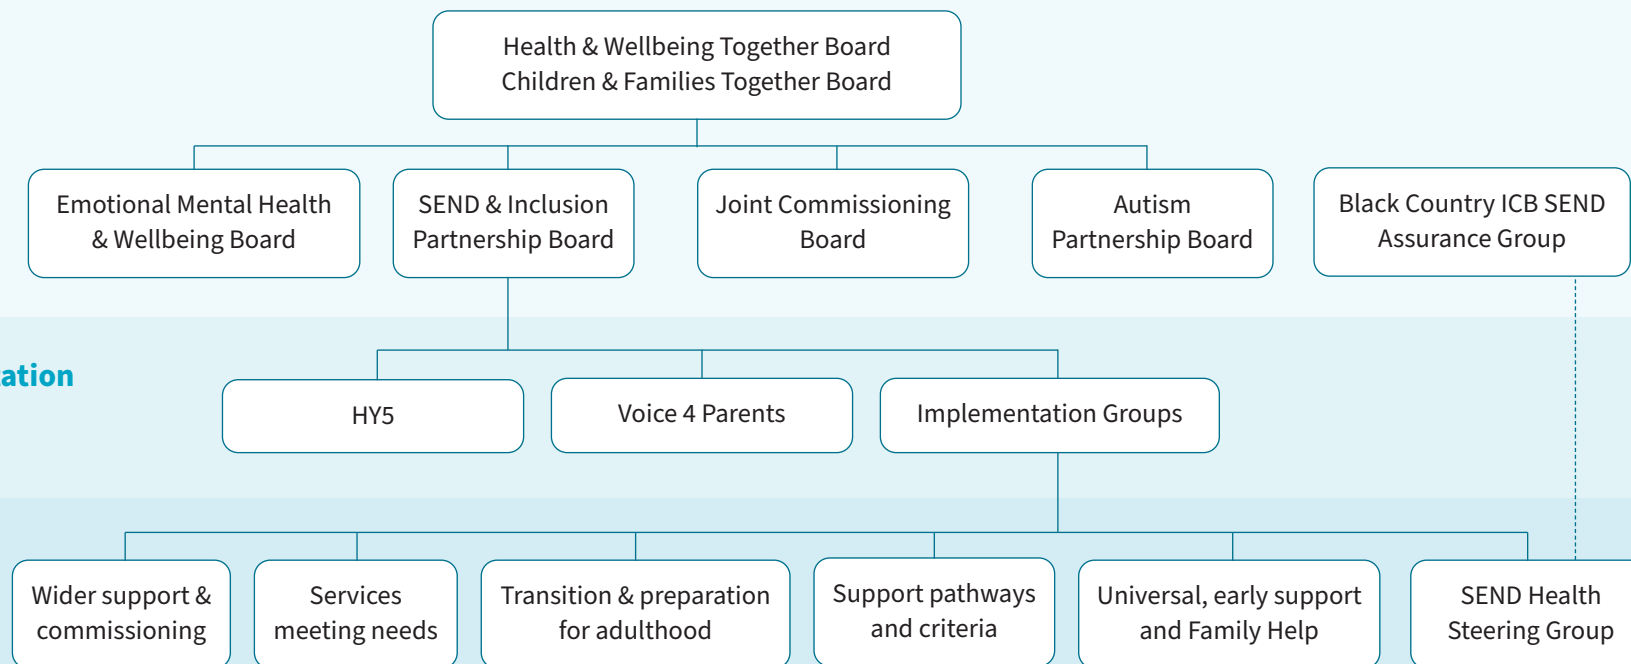 Health & Wellbeing Together Board
Children & Families Together Board
Emotional Mental Health
& Wellbeing Board
SEND & Inclusion
Partnership Board
Joint Commissioning
Board
Autism
Partnership Board
Black Country ICB SEND
Assurance Group
ation
HY5
Voice 4 Parents
Implementation Groups
Wider support &
commissioning
Services
meeting needs
Transition & preparation
for adulthood
Support pathways
and criteria
Universal, early support
and Family Help
SEND Health
Steering Group